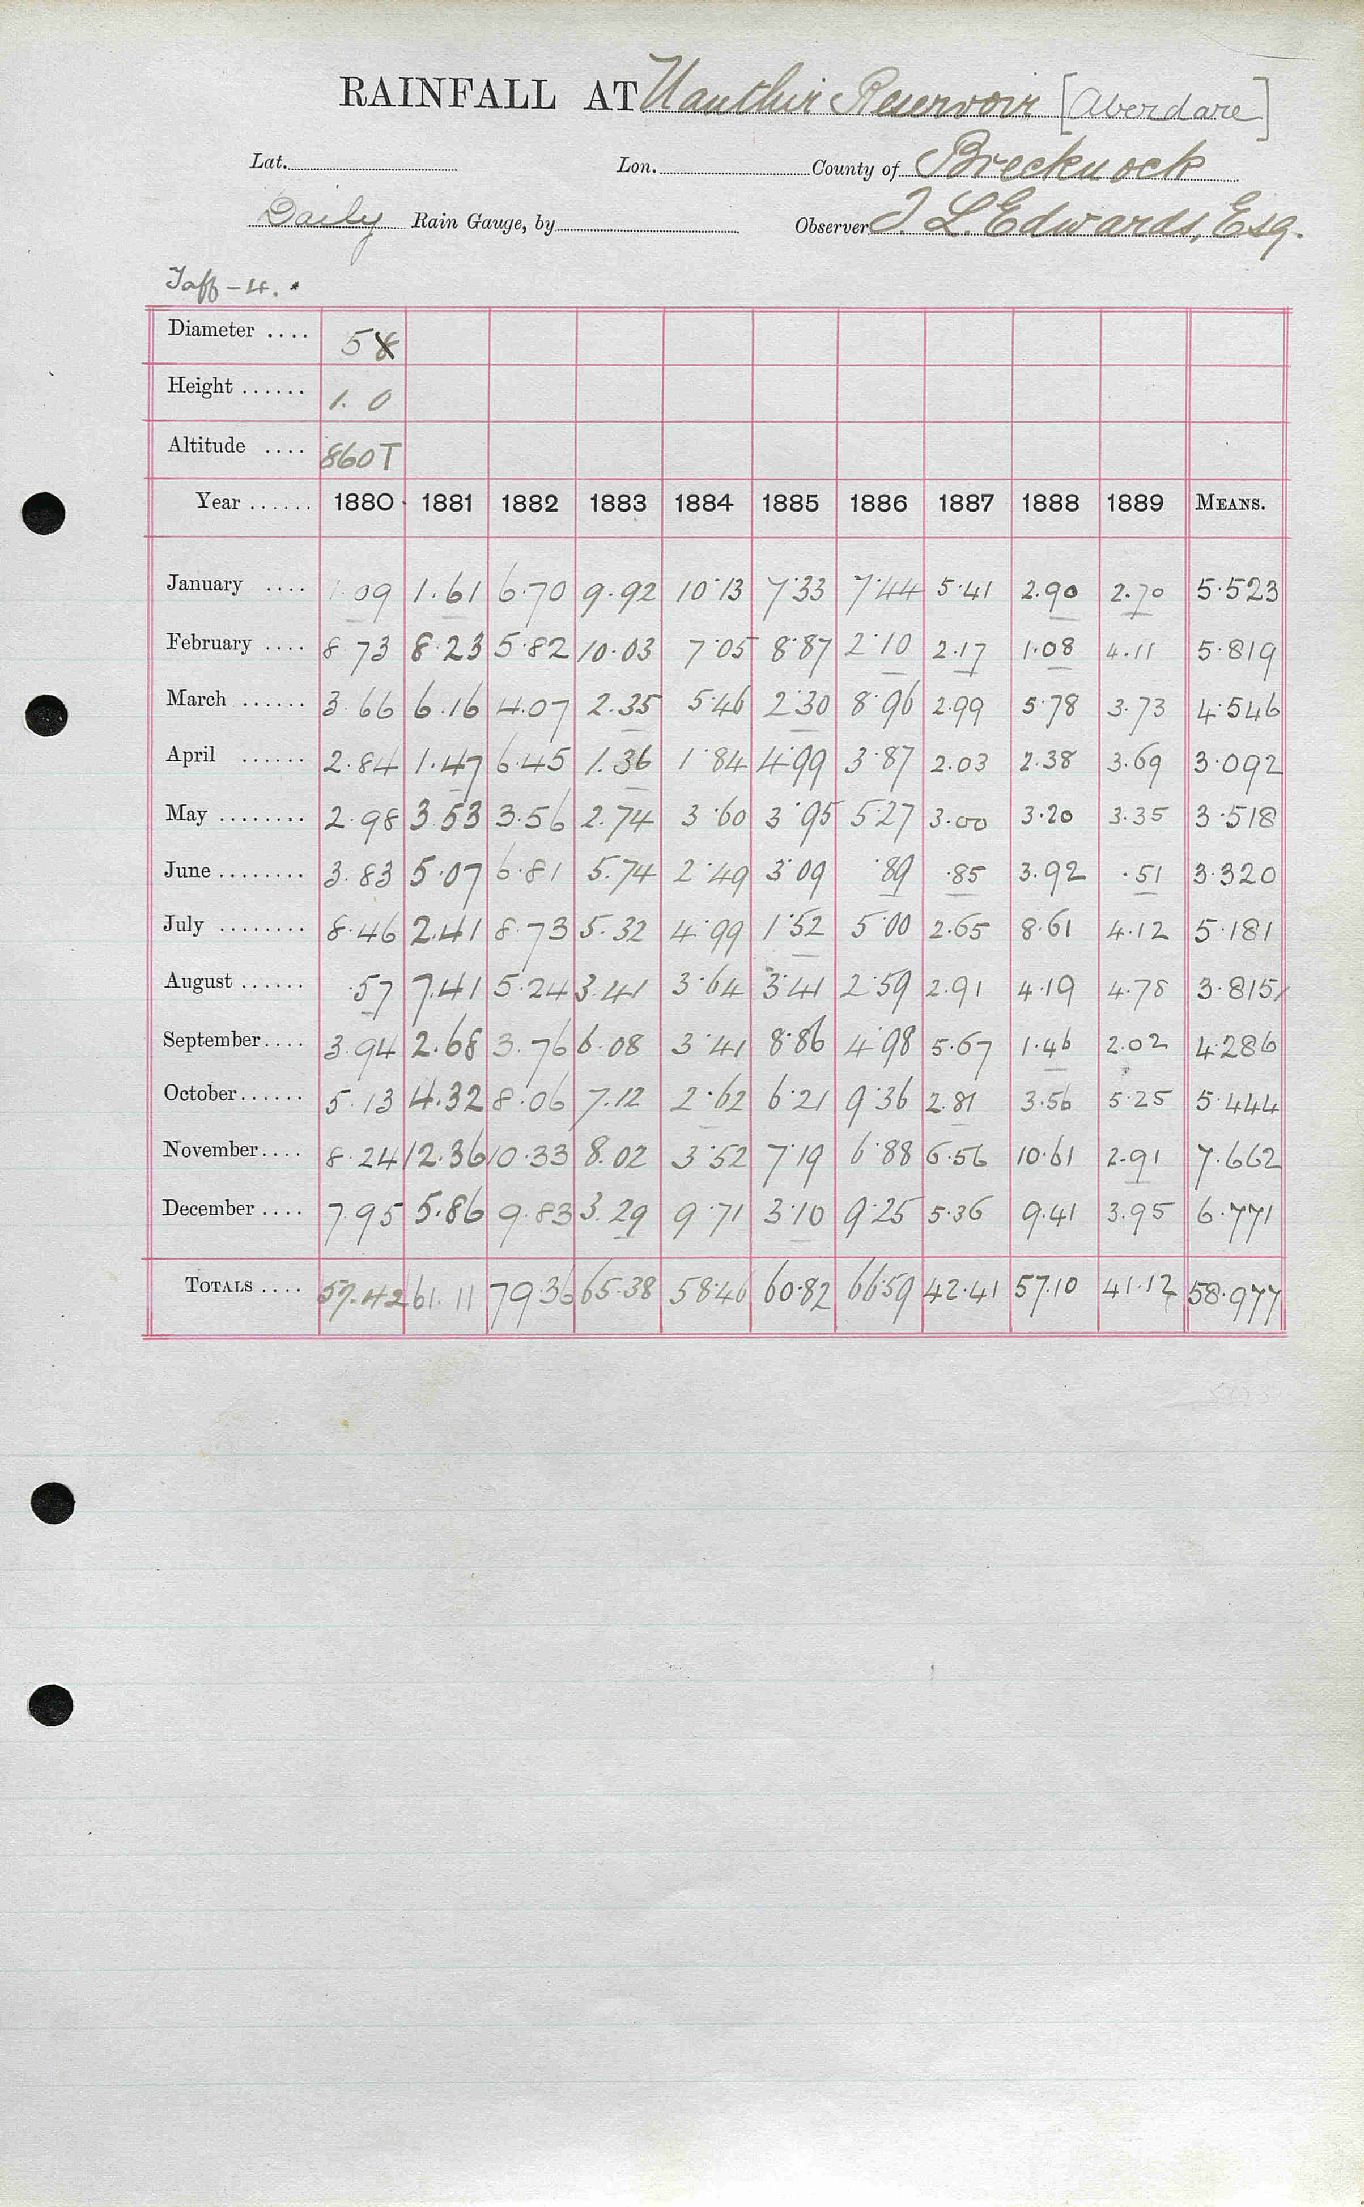 RAINFALL AT Nanthir Reservoir [Aberdare]
Lat. Lon. County of Brecknock
Daily Rain Gauge, by Observer J. L. Edwards, Esq.
Taff - 4.
Diameter .... 5
Height ...... 1. 0
Altitude .... 860T
Year ...... 1880 1881 1882 1883 1884 1885 1886 1887 1888 1889 MEANS.
January .... 1.09 1.61 6.70 9.92 10.13 7.33 7.44 5.41 2.90 2.70 5.523
February .... 8.73 8.23 5.82 10.03 7.05 8.87 2.10 2.17 1.08 4.11 5.819
March ...... 3.66 6.16 4.07 2.35 5.46 2.30 8.96 2.99 5.78 3.73 4.546
April ...... 2.84 1.47 6.45 1.36 1.84 4.99 3.87 2.03 2.38 3.69 3.092
May ........ 2.98 3.53 3.56 2.74 3.60 3.95 5.27 3.00 3.20 3.35 3.518
June ........ 3.83 5.07 6.81 5.74 2.49 3.09 .89 .85 3.92 .51 3.320
July ........ 8.46 2.41 8.73 5.32 4.99 1.52 5.00 2.65 8.61 4.12 5.181
August ...... .57 7.41 5.24 3.41 3.64 3.41 2.59 2.91 4.19 4.78 3.815
September.... 3.94 2.68 3.76 6.08 3.41 8.86 4.98 5.67 1.46 2.02 4.286
October...... 5.13 4.32 8.06 7.12 2.62 6.21 9.36 2.81 3.56 5.25 5.444
November.... 8.24 12.36 10.33 8.02 3.52 7.19 6.88 6.56 10.61 2.91 7.662
December .... 7.95 5.86 9.83 3.29 9.71 3.10 9.25 5.36 9.41 3.95 6.771
TOTALS .... 57.42 61.11 79.36 65.38 58.46 60.82 66.59 42.41 57.10 41.12 58.977